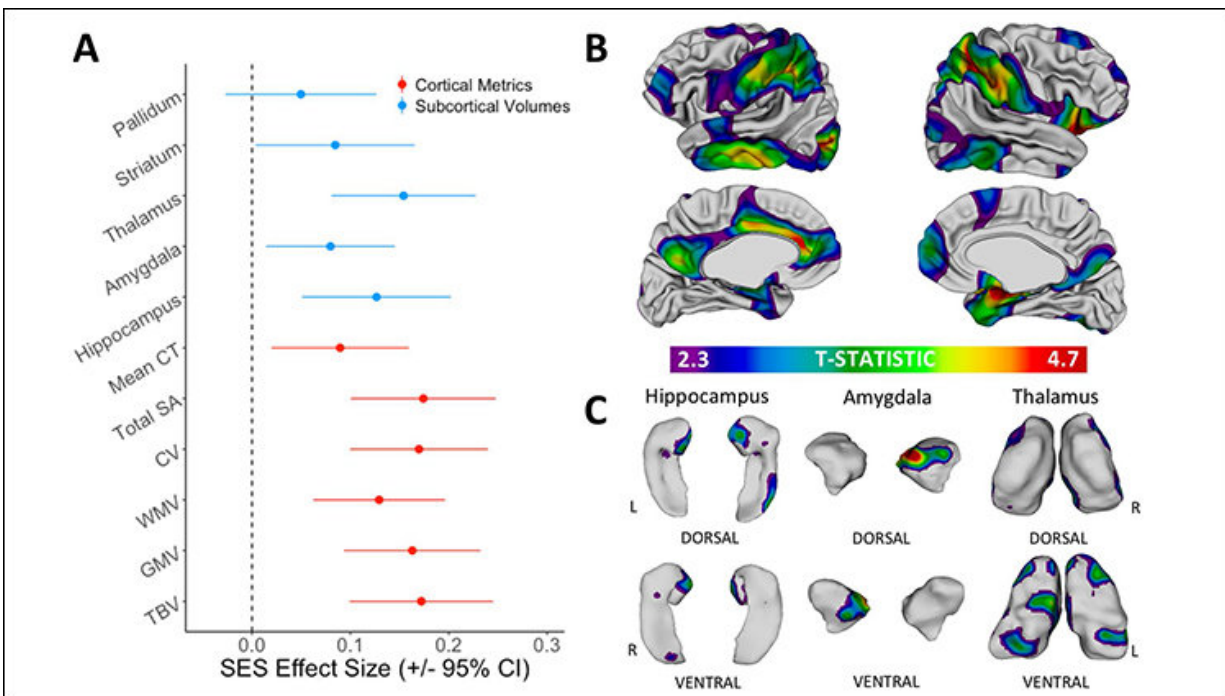 A
Cortical Metrics
Subcortical Volumes
Pallidum
Striatum
Thalamus
Amygdala
Hippocampus
Mean CT
Total SA
CV
WMV
GMV
TBV
0.0 0.1 0.2 0.3
SES Effect Size (+/- 95% CI)
B
2.3 T-STATISTIC 4.7
C
Hippocampus Amygdala Thalamus
L R
DORSAL DORSAL DORSAL
R L
VENTRAL VENTRAL VENTRAL